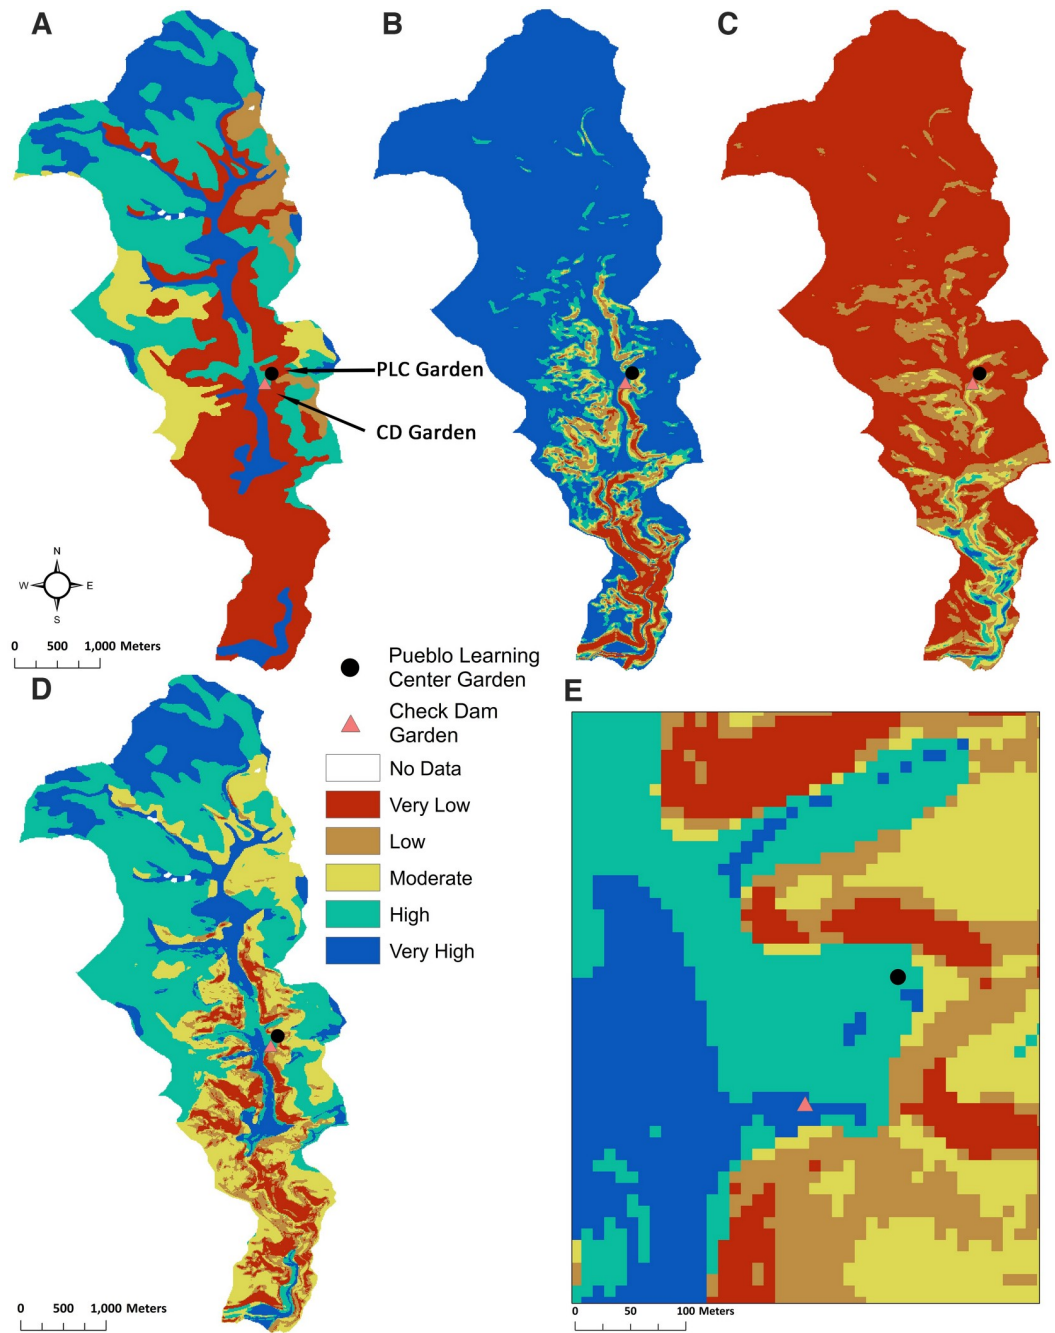 A
B
C
PLC Garden
CD Garden
N
W E
S
0 500 1,000 Meters
Pueblo Learning
Center Garden
Check Dam
Garden
No Data
Very Low
Low
Moderate
High
Very High
D
E
0 500 1,000 Meters
0 50 100 Meters